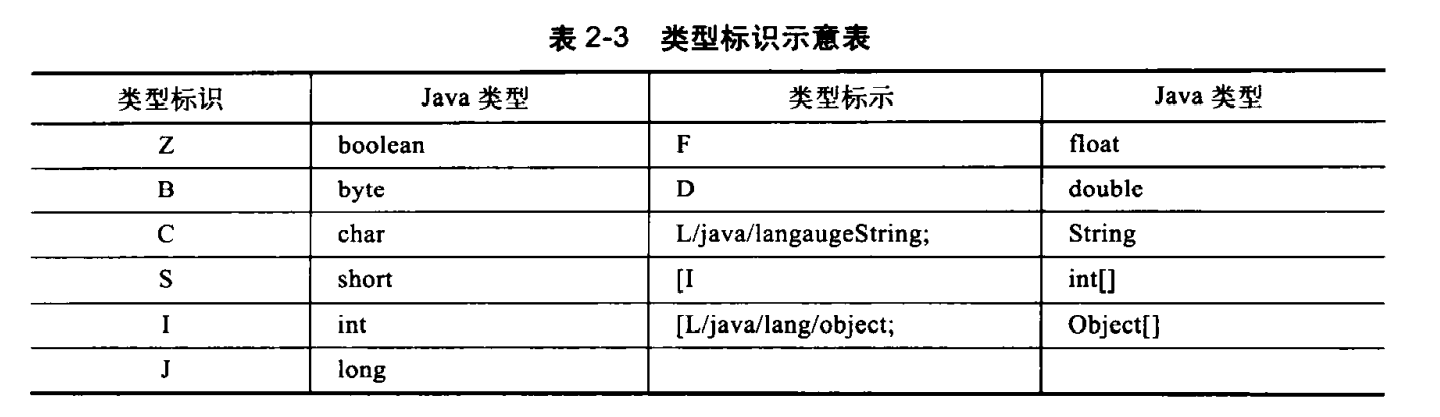 表 2-3 类型标识示意表
类型标识 Java 类型 类型标示 Java 类型
Z boolean F float
B byte D double
C char L/java/langaugeString; String
S short [I int[]
I int [L/java/lang/object; Object[]
J long